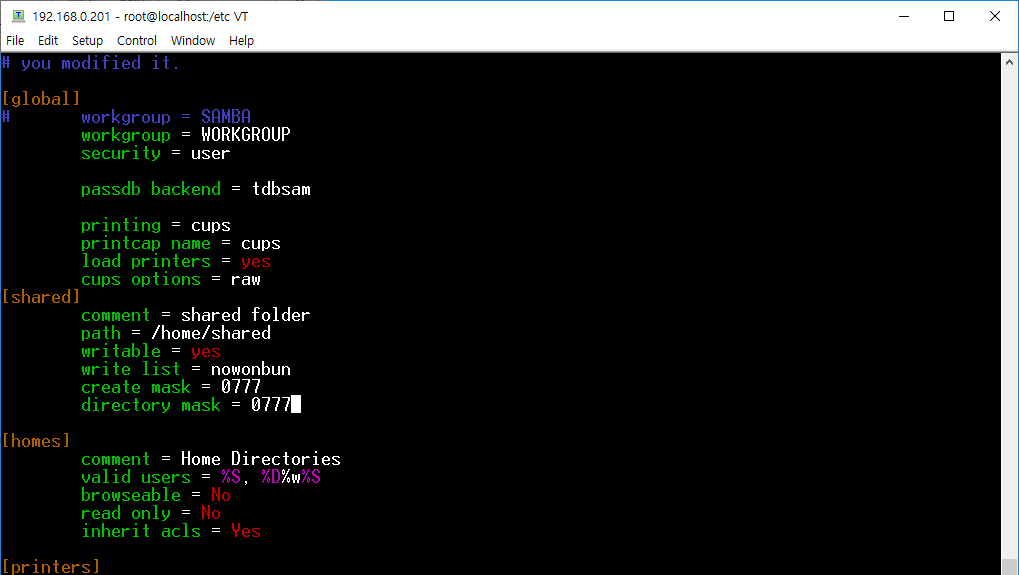 192.168.0.201 - root@localhost:/etc VT
File Edit Setup Control Window Help
# you modified it.
[global]
# workgroup = SAMBA
workgroup = WORKGROUP
security = user
passdb backend = tdbsam
printing = cups
printcap name = cups
load printers = yes
cups options = raw
[shared]
comment = shared folder
path = /home/shared
writable = yes
write list = nowonbun
create mask = 0777
directory mask = 0777
[homes]
comment = Home Directories
valid users = %S, %D%w%S
browseable = No
read only = No
inherit acls = Yes
[printers]